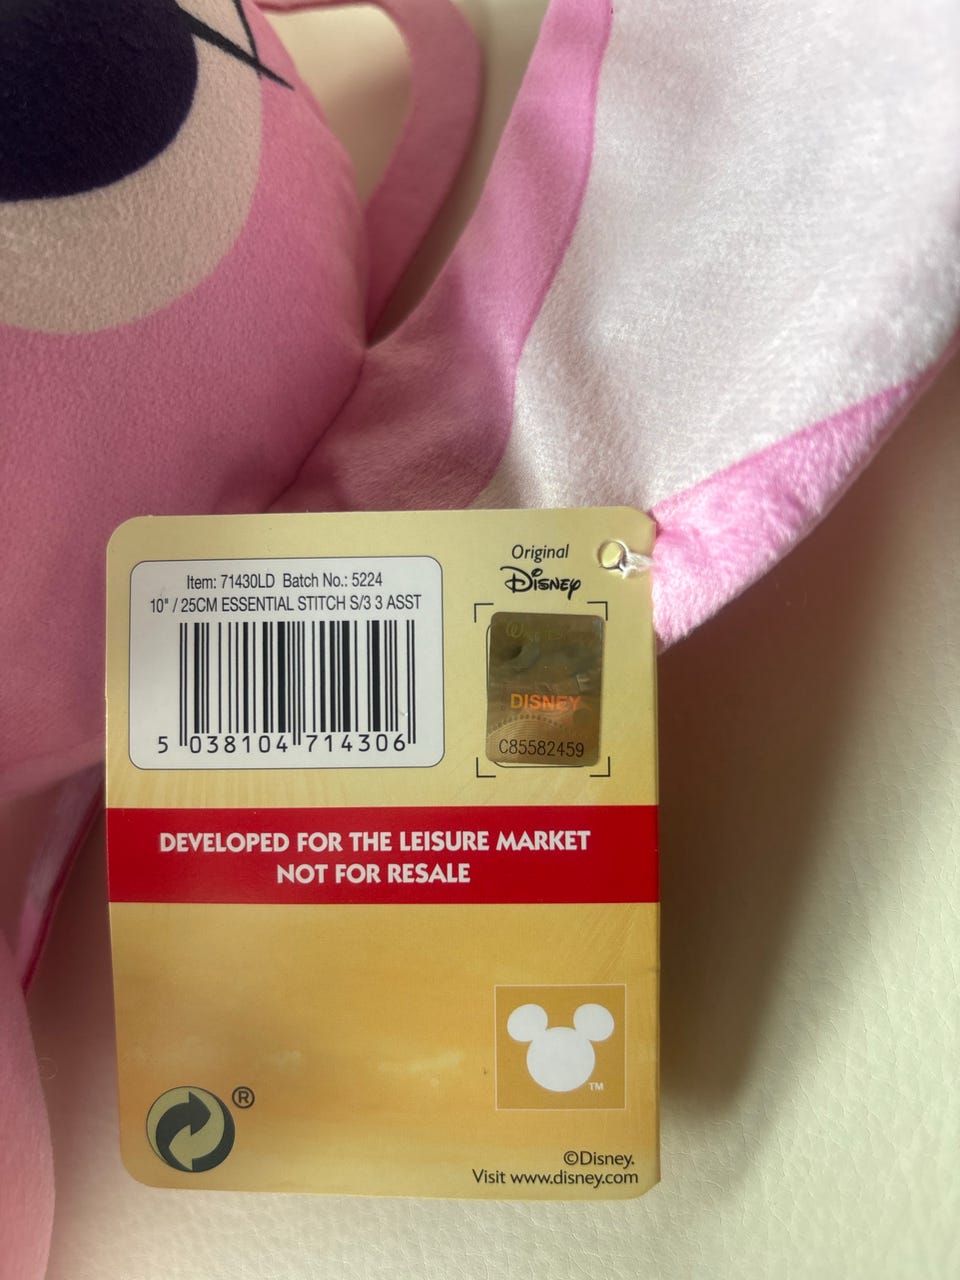 Item: 71430LD Batch No.: 5224
10" / 25CM ESSENTIAL STITCH S/3 3 ASST
5 038104 714306
Original
Disney
DISNEY
C85582459
DEVELOPED FOR THE LEISURE MARKET
NOT FOR RESALE
®
TM
©Disney.
Visit www.disney.com